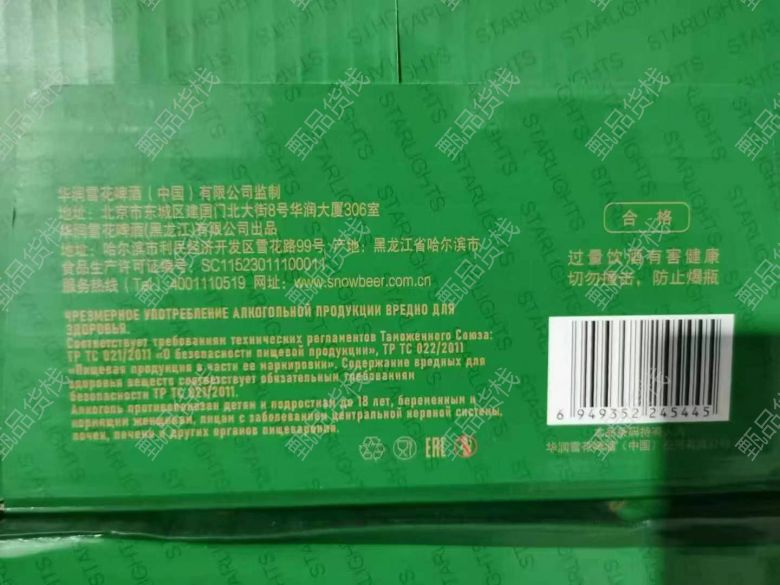 华润雪花啤酒（中国）有限公司监制
地址：北京市东城区建国门北大街8号华润大厦306室
华润雪花啤酒(黑龙江)有限公司出品
地址：哈尔滨市利民经济开发区雪花路99号 产地：黑龙江省哈尔滨市
食品生产许可证编号：SC11523011100011
服务热线（Tel）4001110519 网址：www.snowbeer.com.cn
ЧРЕЗМЕРНОЕ УПОТРЕБЛЕНИЕ АЛКОГОЛЬНОЙ ПРОДУКЦИИ ВРЕДНО ДЛЯ
ЗДОРОВЬЯ.
Соответствует требованиям технических регламентов Таможенного Союза:
ТР ТС 021/2011 «О безопасности пищевой продукции», ТР ТС 022/2011
«Пищевая продукция в части ее маркировки». Содержание вредных для
здоровья веществ соответствует обязательным требованиям
безопасности ТР ТС 021/2011.
Алкоголь противопоказан детям и подросткам до 18 лет, беременным и
кормящим женщинам, лицам с заболеванием центральной нервной системы,
почек, печени и других органов пищеварения.
EAC
合格
过量饮酒有害健康
切勿撞击，防止爆瓶
6 949352 245445
华润雪花啤酒（中国）
STARLIGHTS
甄品货栈